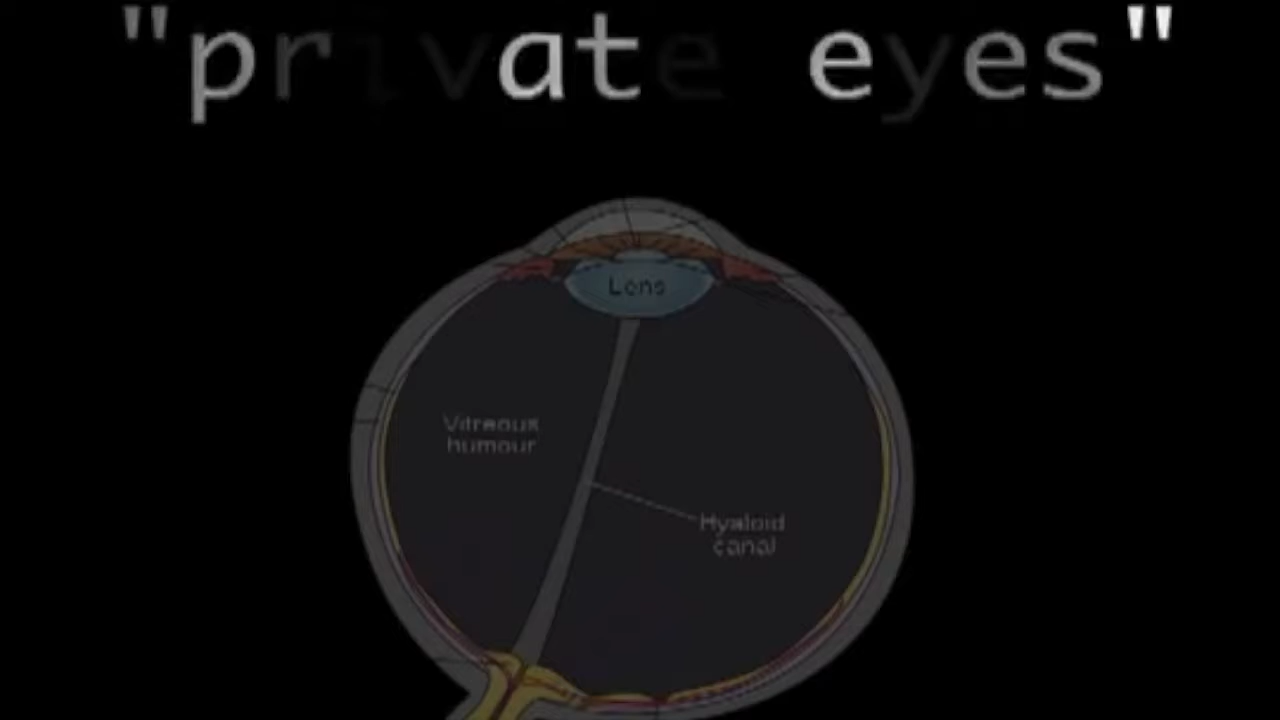 "private eyes"
Lens
Vitreous
humour
Hyaloid
canal